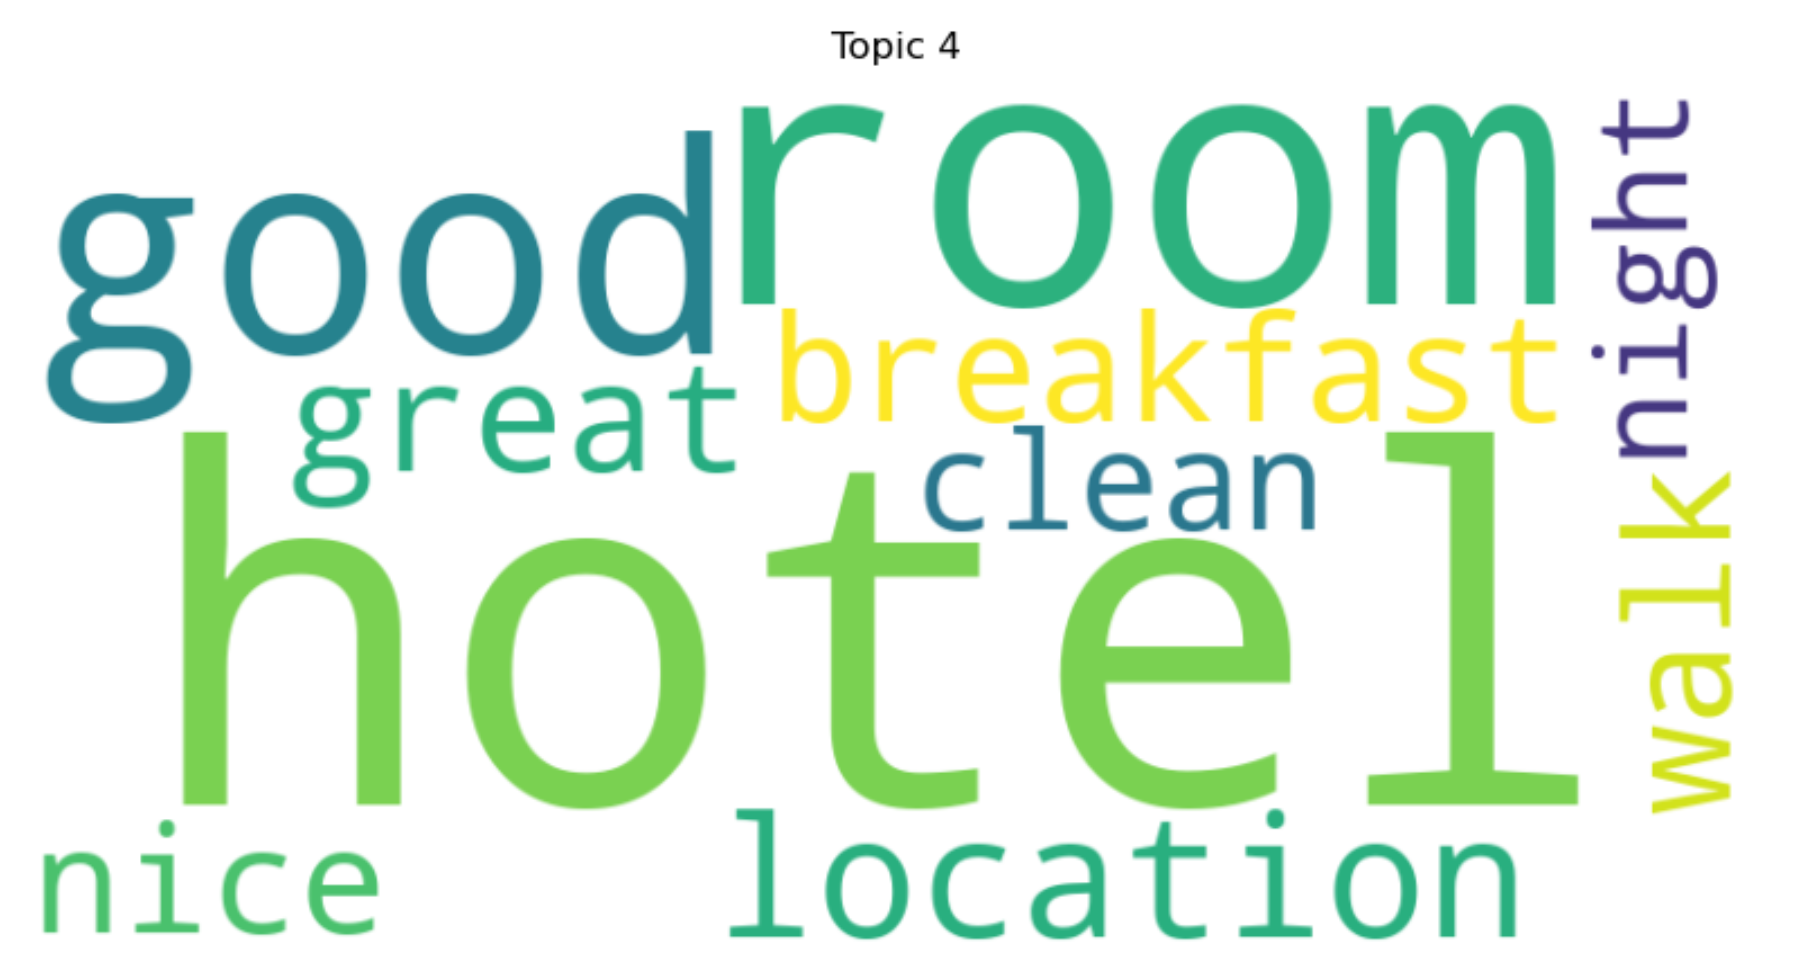 Topic 4
good
room
night
breakfast
great
clean
hotel
walk
nice
location